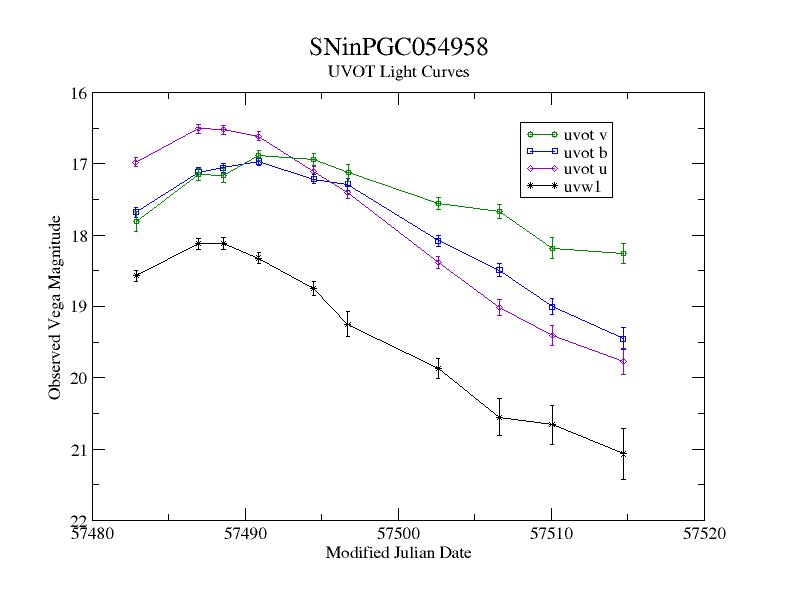 SNinPGC054958
UVOT Light Curves
16
17
18
19
20
21
22
Observed Vega Magnitude
uvot v
uvot b
uvot u
uvw1
57480 57490 57500 57510 57520
Modified Julian Date